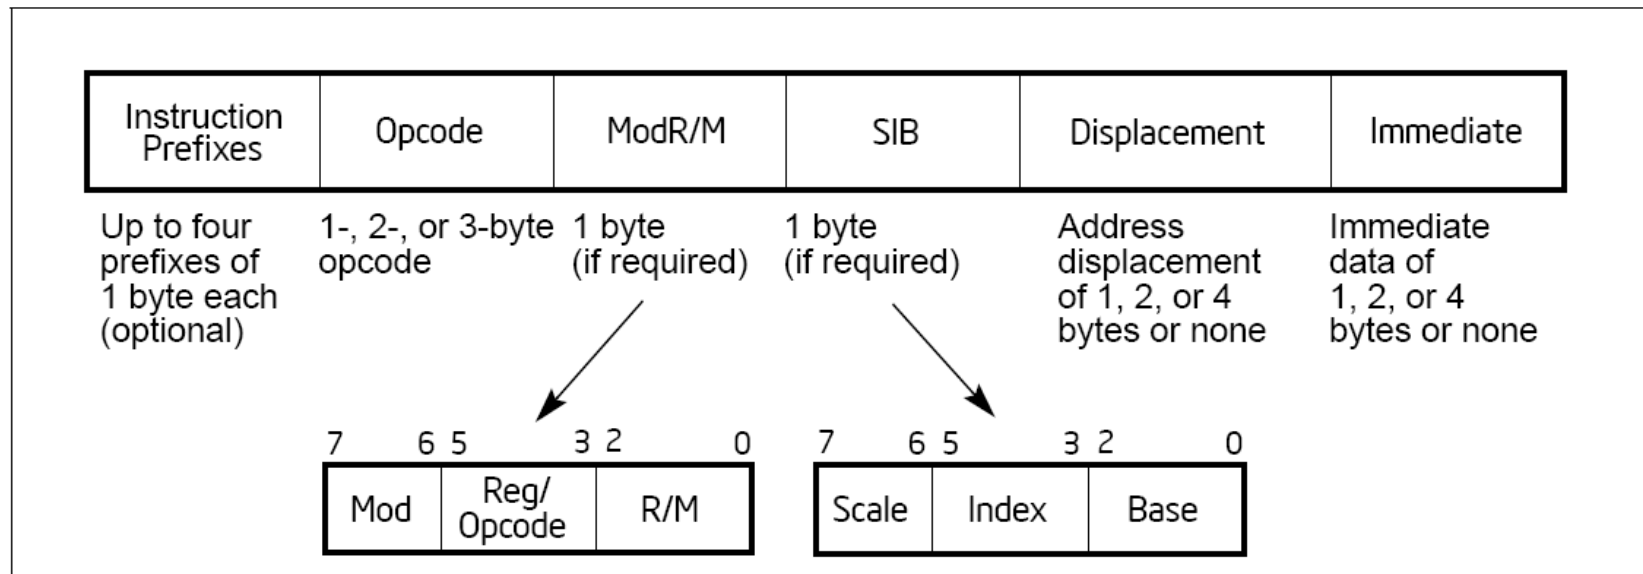 Instruction
Prefixes
Opcode
ModR/M
SIB
Displacement
Immediate
Up to four
prefixes of
1 byte each
(optional)
1-, 2-, or 3-byte
opcode
1 byte
(if required)
1 byte
(if required)
Address
displacement
of 1, 2, or 4
bytes or none
Immediate
data of
1, 2, or 4
bytes or none
7 6 5 3 2 0
Mod
Reg/
Opcode
R/M
7 6 5 3 2 0
Scale
Index
Base